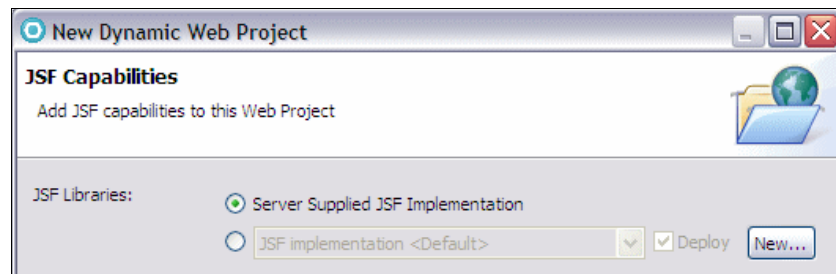 New Dynamic Web Project
JSF Capabilities
Add JSF capabilities to this Web Project
JSF Libraries:
Server Supplied JSF Implementation
JSF implementation <Default>
Deploy
New...